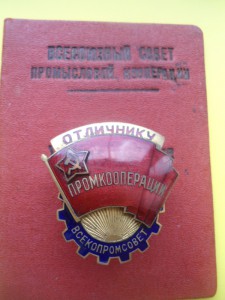 ВСЕСОЮЗНЫЙ СОВЕТ
ПРОМЫСЛОВОЙ КООПЕРАЦИИ
ОТЛИЧНИКУ
ПРОМКООПЕРАЦИИ
ВСЕКОПРОМСОВЕТ